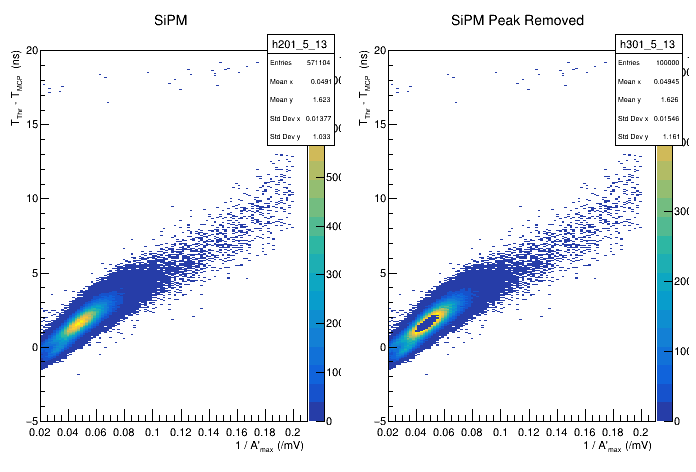 SiPM
h201_5_13
Entries 571104
Mean x 0.0491
Mean y 1.623
Std Dev x 0.01377
Std Dev y 1.033
T_Thr - T_MCP (ns)
20
15
10
5
0
−5
0.02 0.04 0.06 0.08 0.1 0.12 0.14 0.16 0.18 0.2
1 / A'_max (/mV)
500
400
300
200
100
0
SiPM Peak Removed
h301_5_13
Entries 100000
Mean x 0.04945
Mean y 1.626
Std Dev x 0.01546
Std Dev y 1.161
T_Thr - T_MCP (ns)
20
15
10
5
0
−5
0.02 0.04 0.06 0.08 0.1 0.12 0.14 0.16 0.18 0.2
1 / A'_max (/mV)
300
200
100
0